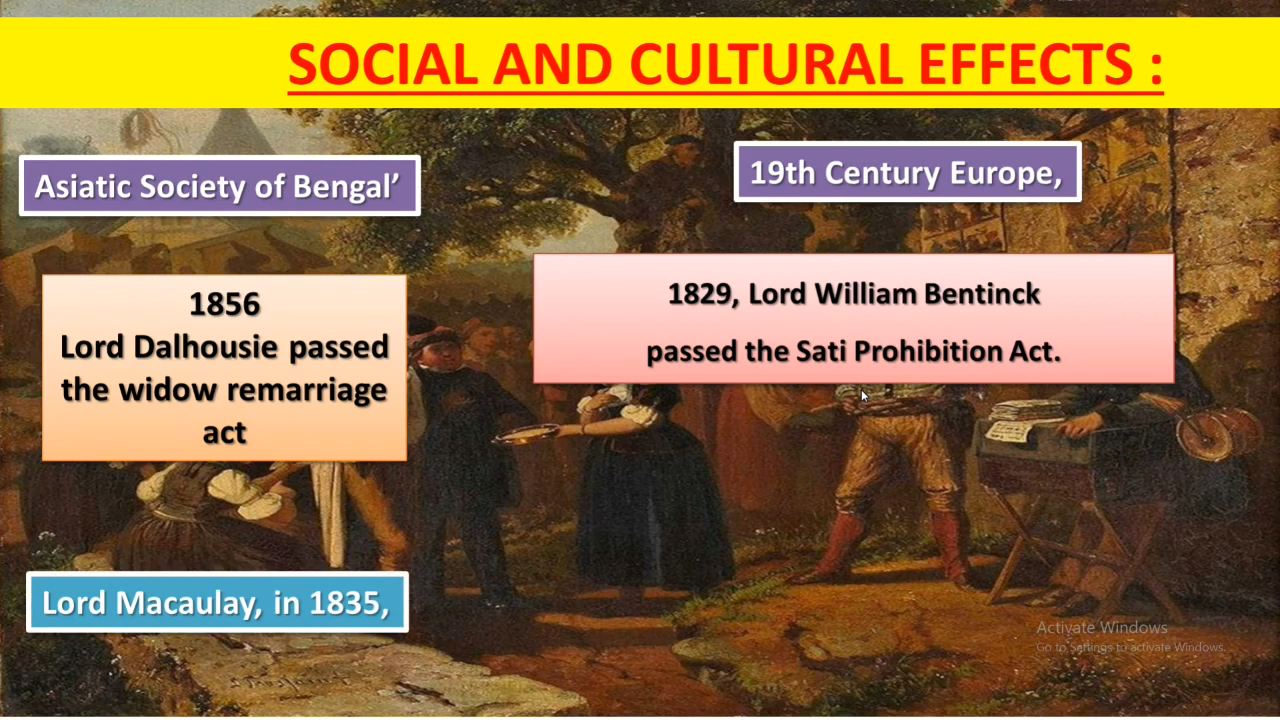 SOCIAL AND CULTURAL EFFECTS :
Asiatic Society of Bengal’
19th Century Europe,
1856
Lord Dalhousie passed
the widow remarriage
act
1829, Lord William Bentinck
passed the Sati Prohibition Act.
Lord Macaulay, in 1835,
Activate Windows
Go to Settings to activate Windows.